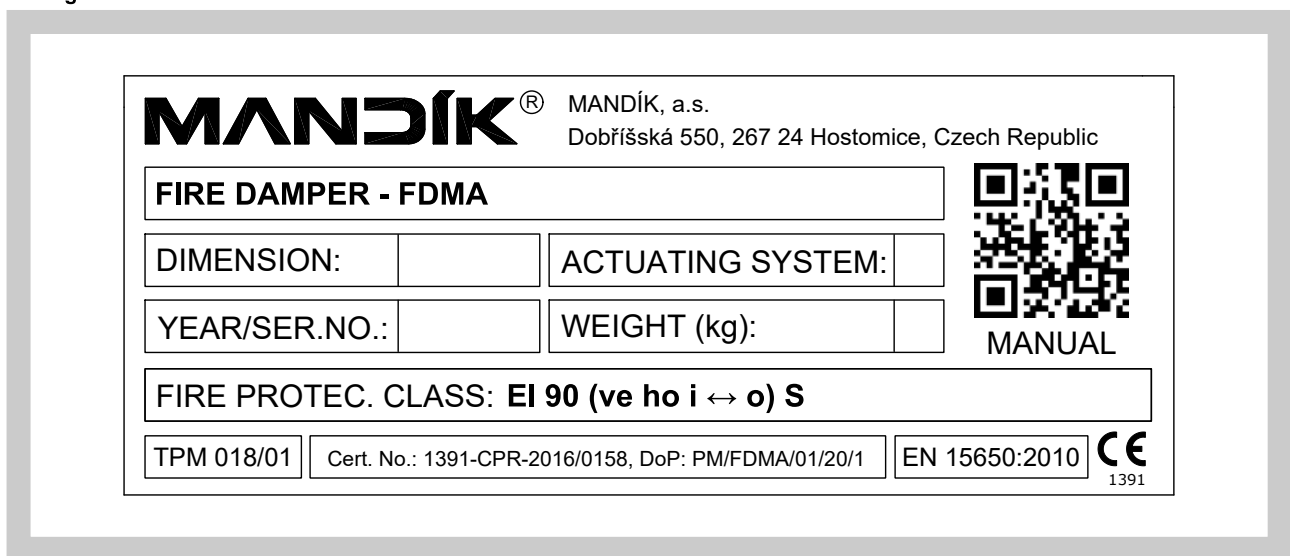 MANDÍK®
MANDÍK, a.s.
Dobříšská 550, 267 24 Hostomice, Czech Republic
FIRE DAMPER - FDMA
DIMENSION:
ACTUATING SYSTEM:
YEAR/SER.NO.:
WEIGHT (kg):
MANUAL
FIRE PROTEC. CLASS: EI 90 (ve ho i ↔ o) S
TPM 018/01
Cert. No.: 1391-CPR-2016/0158, DoP: PM/FDMA/01/20/1
EN 15650:2010
CE
1391